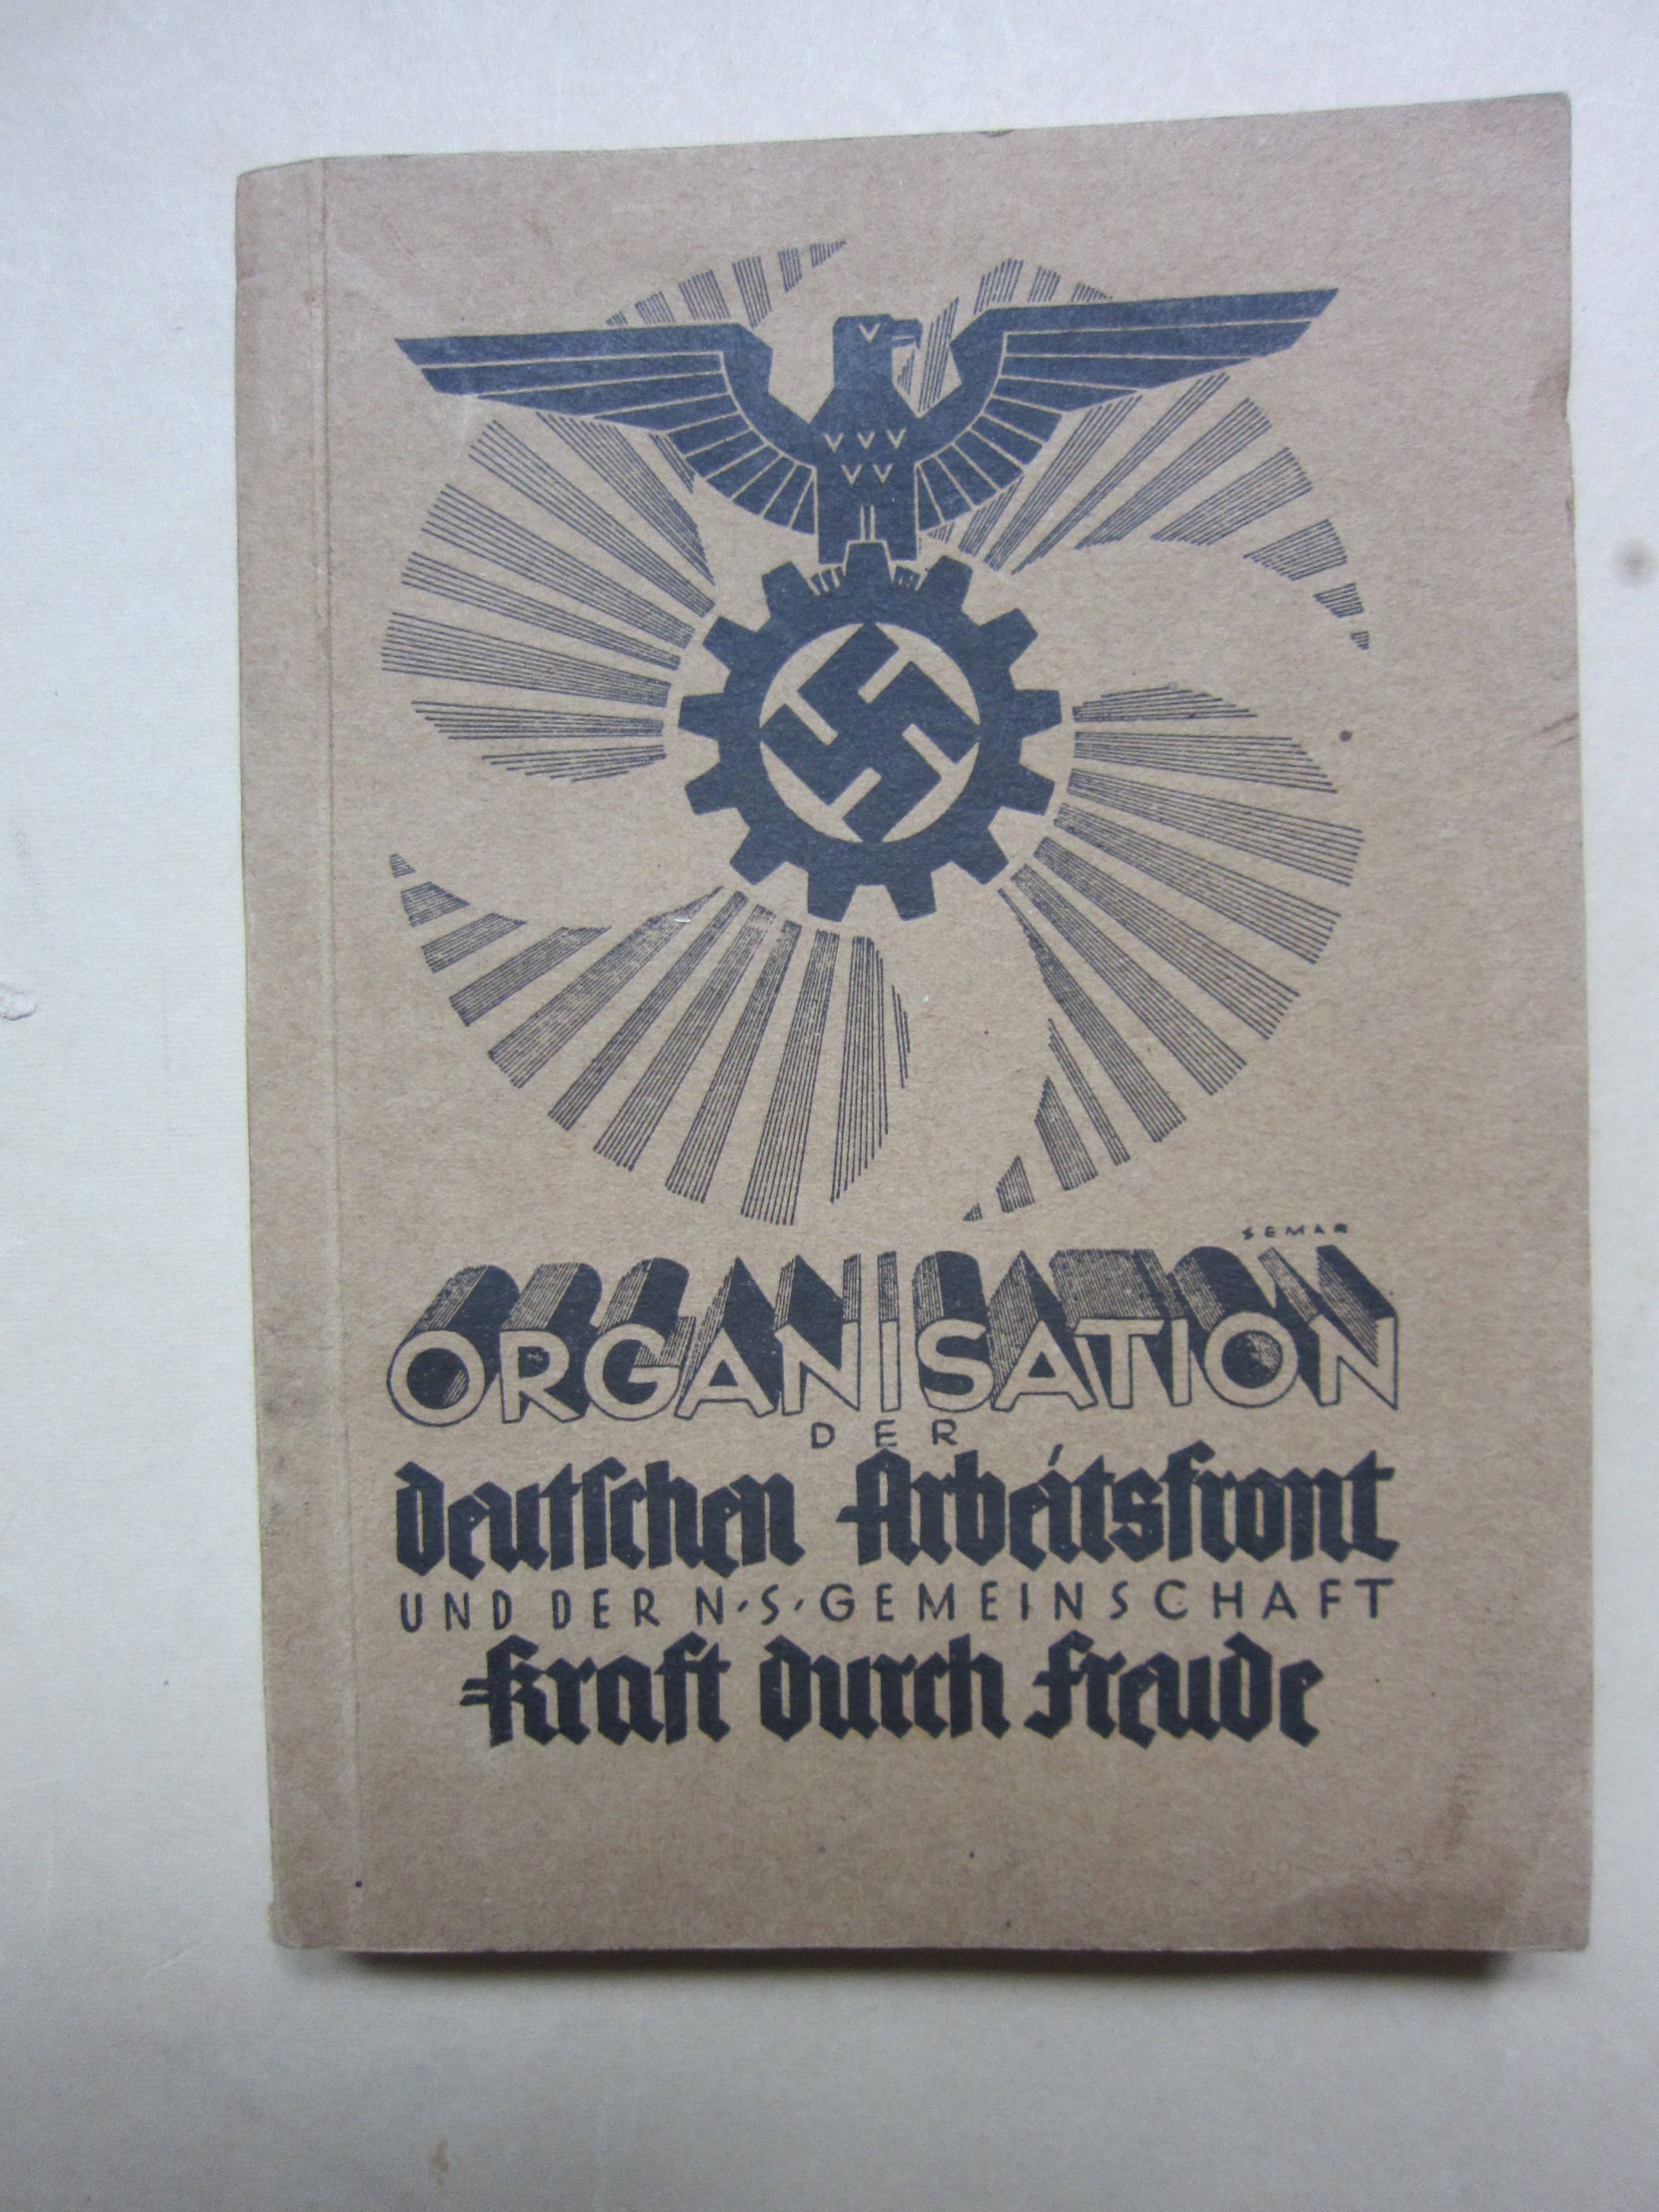 SEMAR
ORGANISATION
DER
deutschen Arbeitsfront
UND DER N.S.GEMEINSCHAFT
Kraft durch Freude